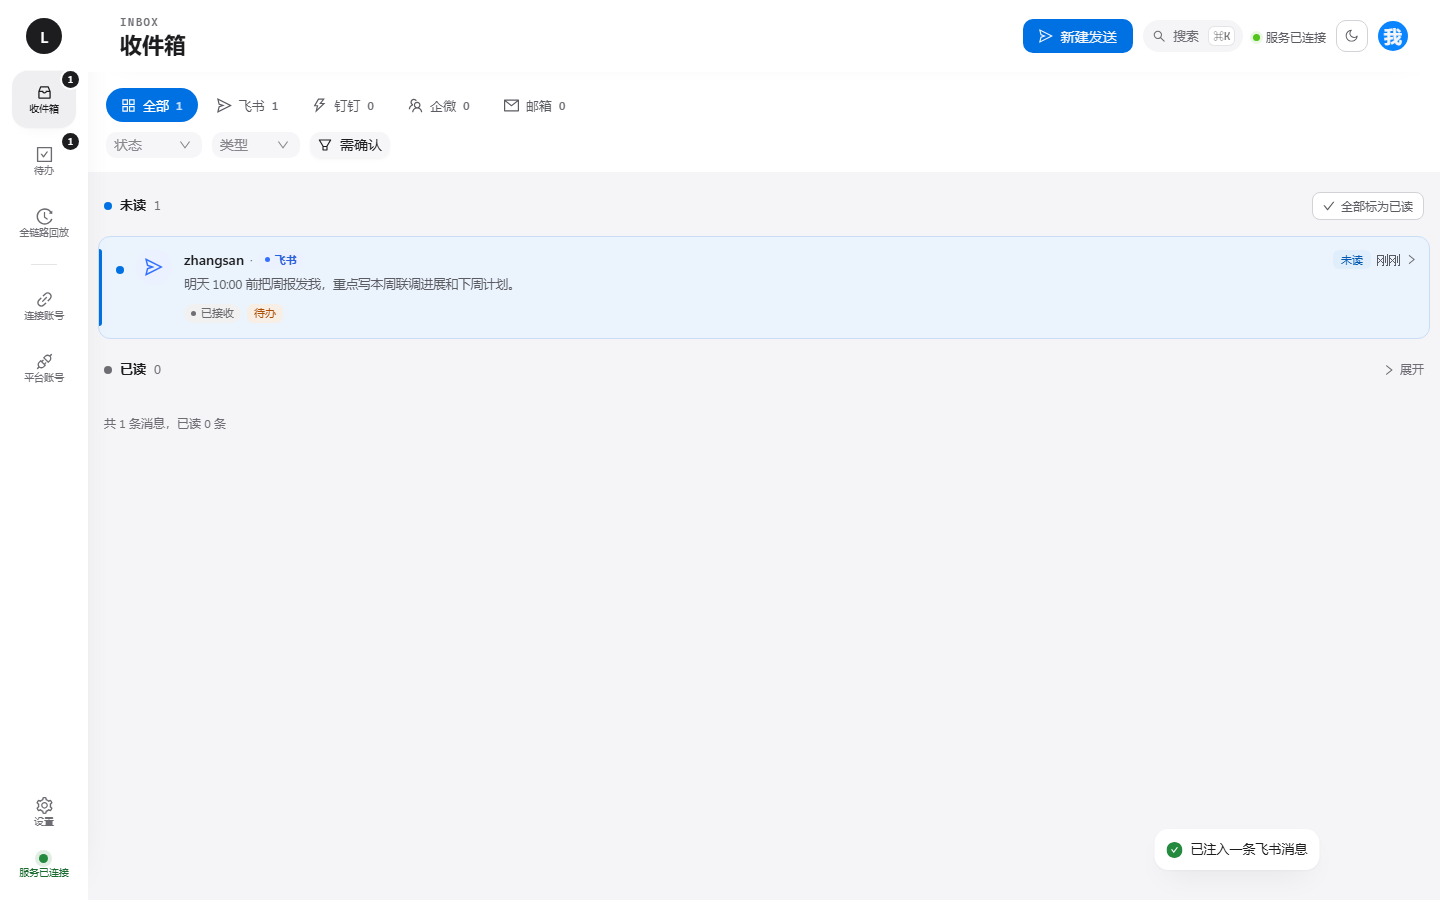 L
收件箱
1
待办
1
全链路回放
连接账号
平台账号
设置
服务已连接
INBOX
收件箱
新建发送
搜索 ⌘K
服务已连接
我
全部 1
飞书 1
钉钉 0
企微 0
邮箱 0
状态
类型
需确认
未读 1
全部标为已读
zhangsan · 飞书
未读 刚刚
明天 10:00 前把周报发我，重点写本周联调进展和下周计划。
已接收 待办
已读 0
展开
共 1 条消息，已读 0 条
已注入一条飞书消息